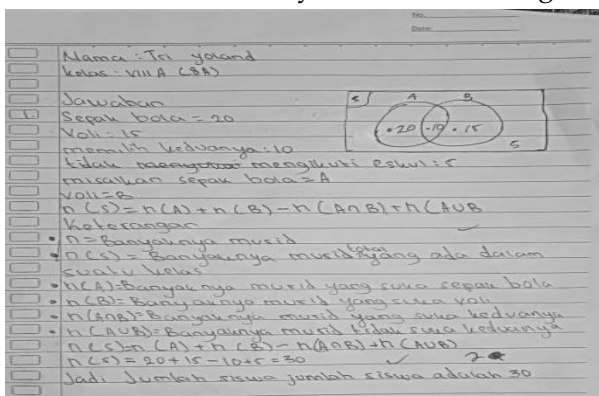 No.
Date:
Nama : Tri yoland
Kelas : VIII A (8A)
Jawaban
1. Sepak bola = 20
Voli = 15
memilih keduanya : 10
tidak mengikuti eskul : 5
misalkan sepak bola = A
Voli = B
S A B
• 20 • 10 • 15
5
n (S) = n (A) + n (B) - n (A∩B) + n (A∪B
Keterangan
• n = Banyaknya murid
• n (S) = Banyaknya murid total yang ada dalam
suatu kelas
• n(A) = Banyaknya murid yang suka sepak bola
• n (B) = Banyaknya murid yang suka voli
• n (A∩B) = Banyaknya murid yang suka keduanya
• n (A∪B) = Banyaknya murid tidak suka keduanya
n (S) = n (A) + n (B) - n(A∩B) + n (A∪B)
n (S) = 20 + 15 - 10 + 5 = 30
2
Jadi Jumlah siswa jumlah siswa adalah 30